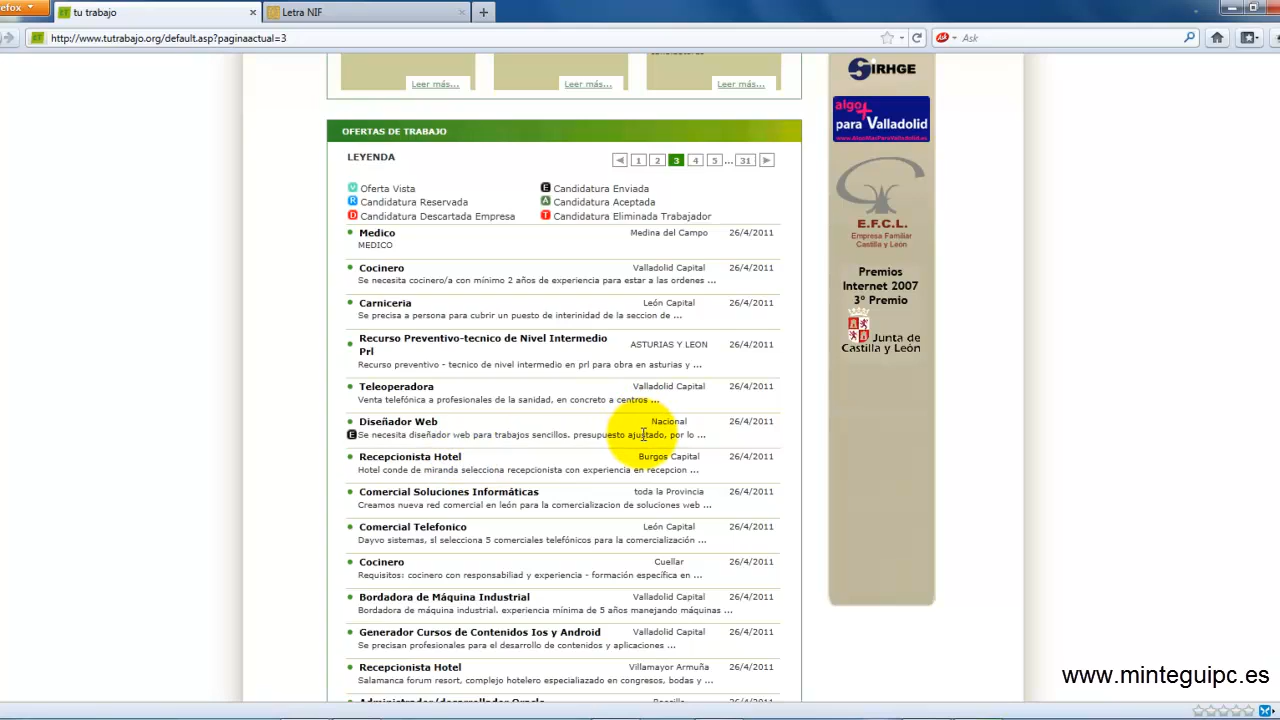 efox
tu trabajo
Letra NIF
http://www.tutrabajo.org/default.asp?paginaactual=3
Ask
Leer más...
Leer más...
Leer más...
SIRHGE
algo+
para Valladolid
www.AlgoMasParaValladolid.es
OFERTAS DE TRABAJO
LEYENDA
1 2 3 4 5 ... 31
V Oferta Vista
E Candidatura Enviada
R Candidatura Reservada
A Candidatura Aceptada
D Candidatura Descartada Empresa
T Candidatura Eliminada Trabajador
E.F.C.L.
Empresa Familiar
Castilla y León
Premios
Internet 2007
3º Premio
Junta de
Castilla y León
Medico Medina del Campo 26/4/2011
MEDICO
Cocinero Valladolid Capital 26/4/2011
Se necesita cocinero/a con mínimo 2 años de experiencia para estar a las ordenes ...
Carniceria León Capital 26/4/2011
Se precisa a persona para cubrir un puesto de interinidad de la seccion de ...
Recurso Preventivo-tecnico de Nivel Intermedio
Prl ASTURIAS Y LEON 26/4/2011
Recurso preventivo - tecnico de nivel intermedio en prl para obra en asturias y ...
Teleoperadora Valladolid Capital 26/4/2011
Venta telefónica a profesionales de la sanidad, en concreto a centros ...
Diseñador Web Nacional 26/4/2011
E Se necesita diseñador web para trabajos sencillos. presupuesto ajustado, por lo ...
Recepcionista Hotel Burgos Capital 26/4/2011
Hotel conde de miranda selecciona recepcionista con experiencia en recepcion ...
Comercial Soluciones Informáticas toda la Provincia 26/4/2011
Creamos nueva red comercial en león para la comercializacion de soluciones web ...
Comercial Telefonico León Capital 26/4/2011
Dayvo sistemas, sl selecciona 5 comerciales telefónicos para la comercialización ...
Cocinero Cuellar 26/4/2011
Requisitos: cocinero con responsabiliad y experiencia - formación específica en ...
Bordadora de Máquina Industrial Valladolid Capital 26/4/2011
Bordadora de máquina industrial. experiencia mínima de 5 años manejando máquinas ...
Generador Cursos de Contenidos Ios y Android Valladolid Capital 26/4/2011
Se precisan profesionales para el desarrollo de contenidos y aplicaciones ...
Recepcionista Hotel Villamayor Armuña 26/4/2011
Salamanca forum resort, complejo hotelero especialiazado en congresos, bodas y ...
www.minteguipc.es